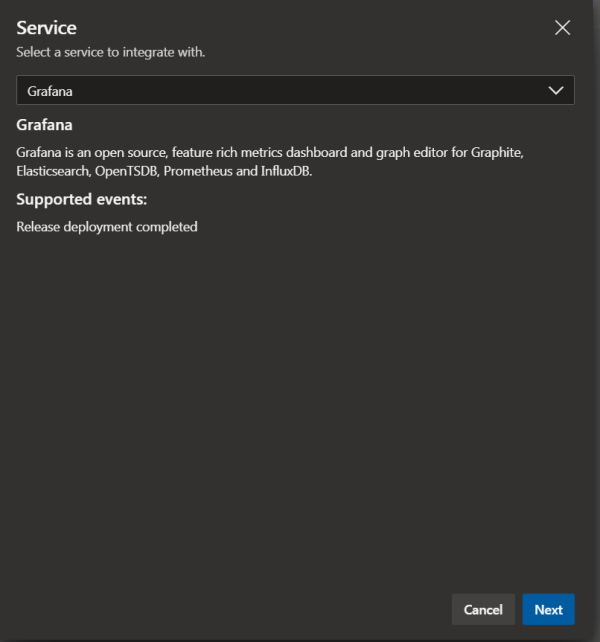 Service
Select a service to integrate with.
Grafana
Grafana
Grafana is an open source, feature rich metrics dashboard and graph editor for Graphite,
Elasticsearch, OpenTSDB, Prometheus and InfluxDB.
Supported events:
Release deployment completed
Cancel Next